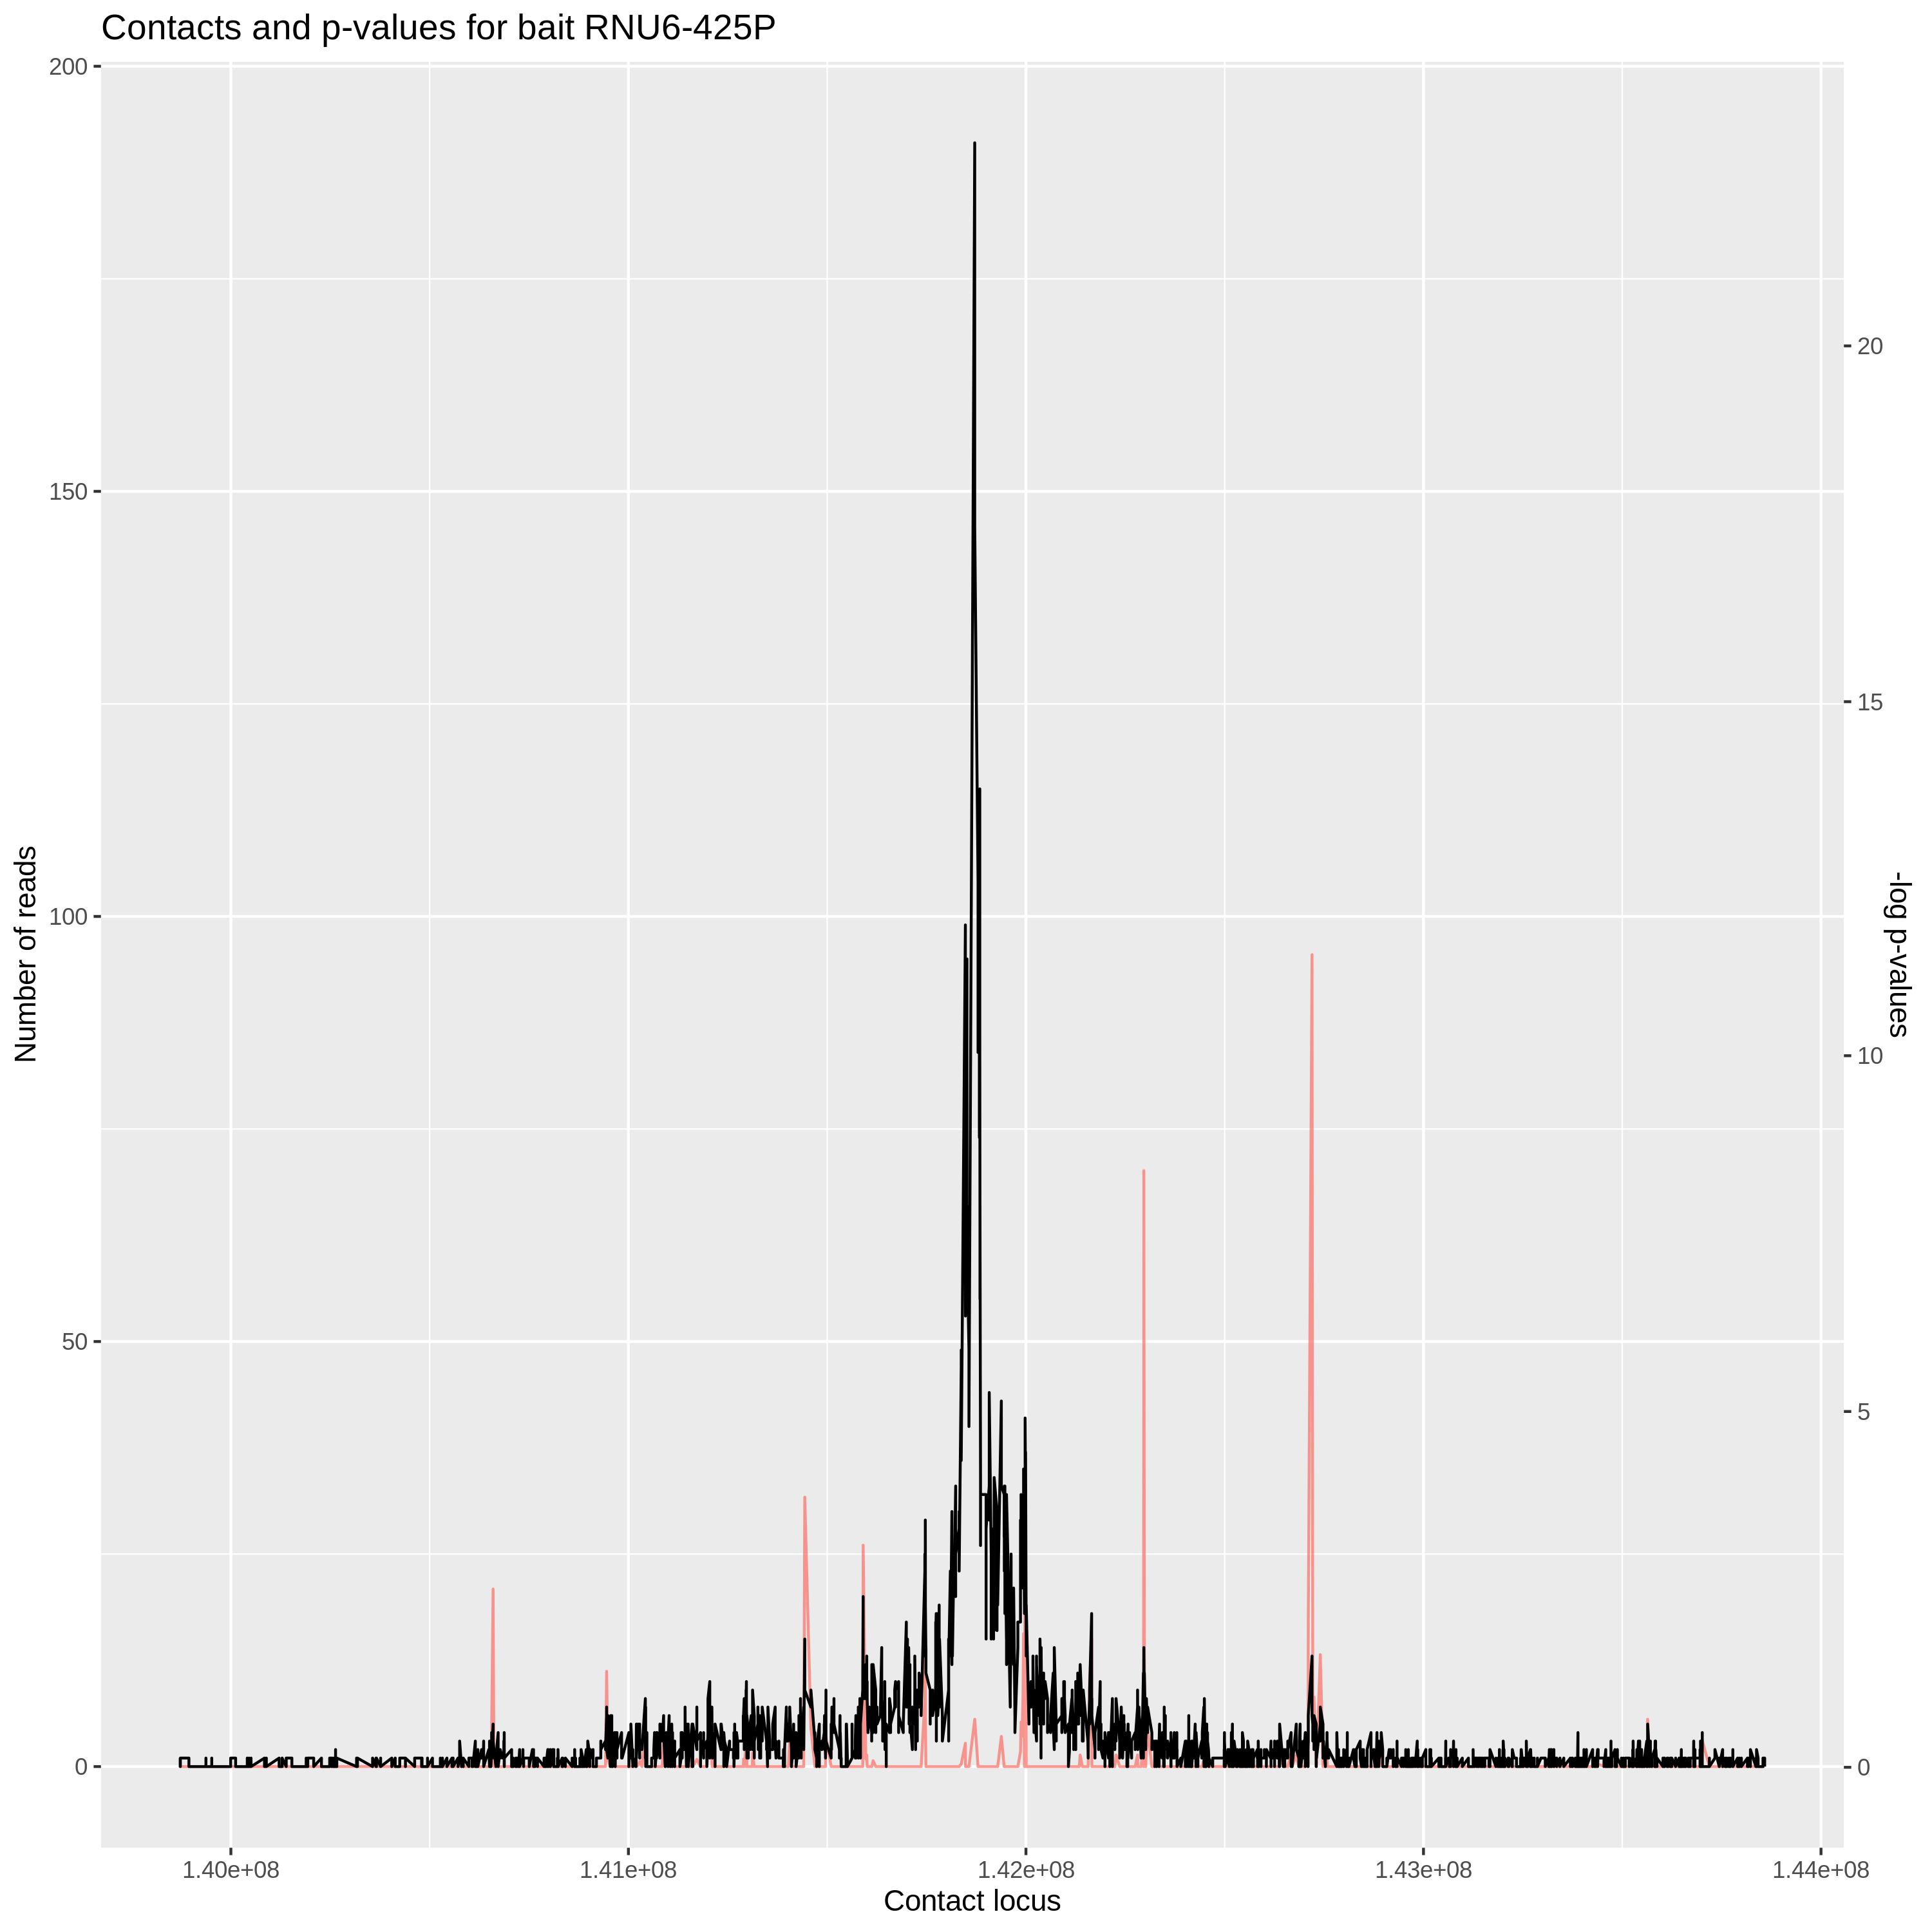 Contacts and p-values for bait RNU6-425P
200
150
100
50
0
Number of reads
20
15
10
5
0
-log p-values
1.40e+08
1.41e+08
1.42e+08
1.43e+08
1.44e+08
Contact locus